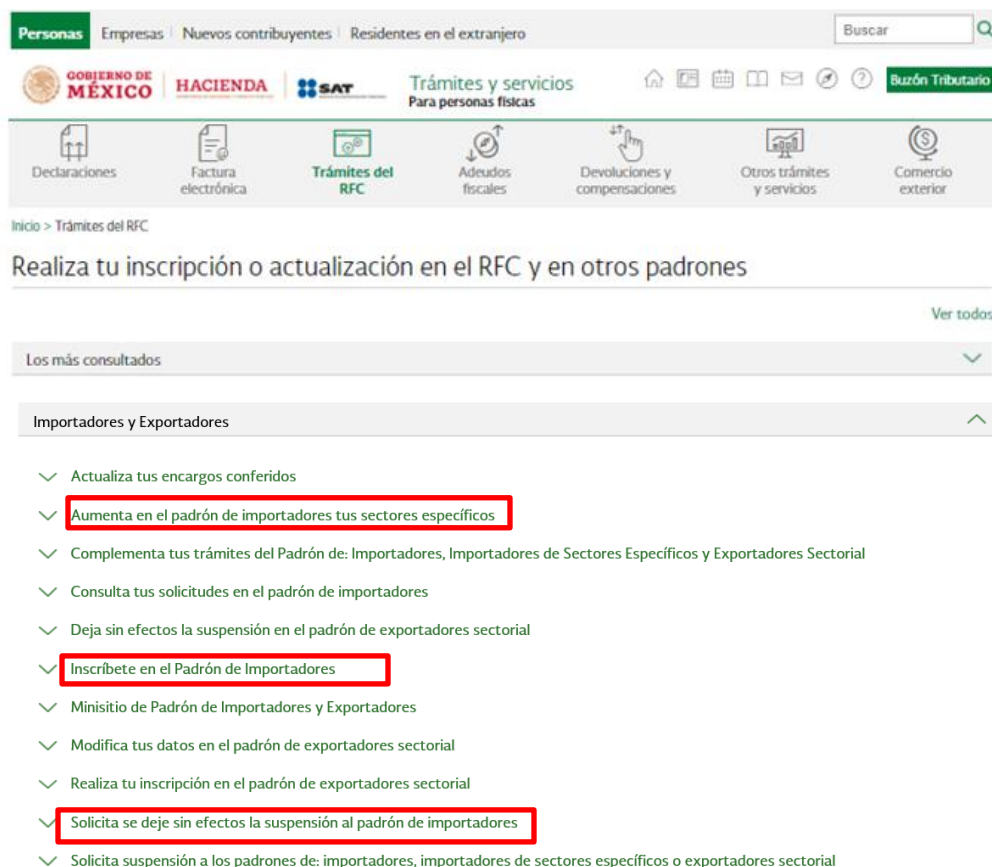 Personas Empresas Nuevos contribuyentes Residentes en el extranjero Buscar
GOBIERNO DE MÉXICO HACIENDA SAT Trámites y servicios Para personas físicas Buzón Tributario
Declaraciones Factura electrónica Trámites del RFC Adeudos fiscales Devoluciones y compensaciones Otros trámites y servicios Comercio exterior
Inicio > Trámites del RFC
Realiza tu inscripción o actualización en el RFC y en otros padrones
Ver todos
Los más consultados
Importadores y Exportadores
Actualiza tus encargos conferidos
Aumenta en el padrón de importadores tus sectores específicos
Complementa tus trámites del Padrón de: Importadores, Importadores de Sectores Específicos y Exportadores Sectorial
Consulta tus solicitudes en el padrón de importadores
Deja sin efectos la suspensión en el padrón de exportadores sectorial
Inscríbete en el Padrón de Importadores
Minisitio de Padrón de Importadores y Exportadores
Modifica tus datos en el padrón de exportadores sectorial
Realiza tu inscripción en el padrón de exportadores sectorial
Solicita se deje sin efectos la suspensión al padrón de importadores
Solicita suspensión a los padrones de: importadores, importadores de sectores específicos o exportadores sectorial